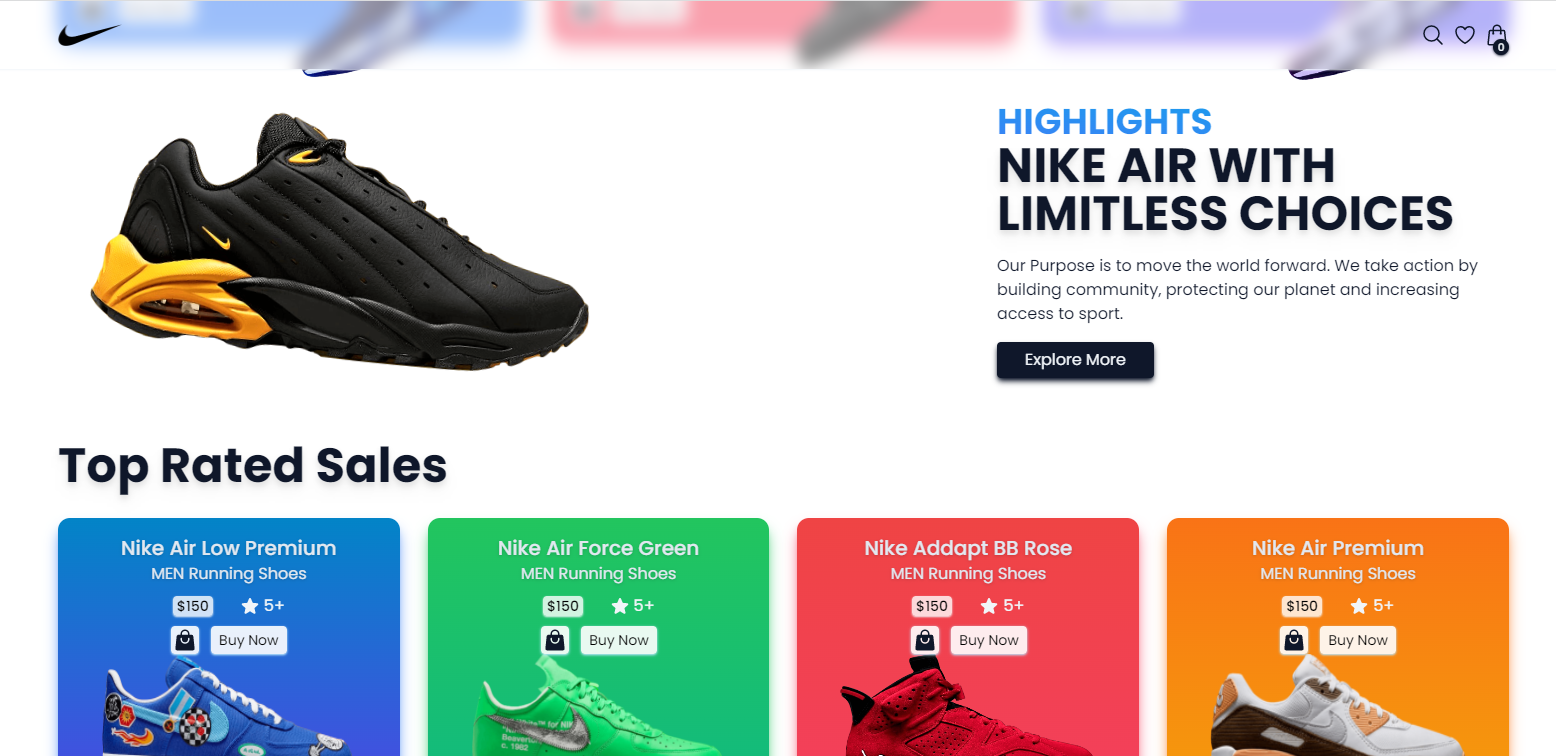 0
HIGHLIGHTS
NIKE AIR WITH
LIMITLESS CHOICES
Our Purpose is to move the world forward. We take action by
building community, protecting our planet and increasing
access to sport.
Explore More
Top Rated Sales
Nike Air Low Premium
MEN Running Shoes
$150 5+
Buy Now
Nike Air Force Green
MEN Running Shoes
$150 5+
Buy Now
Nike Addapt BB Rose
MEN Running Shoes
$150 5+
Buy Now
Nike Air Premium
MEN Running Shoes
$150 5+
Buy Now
c. 1982